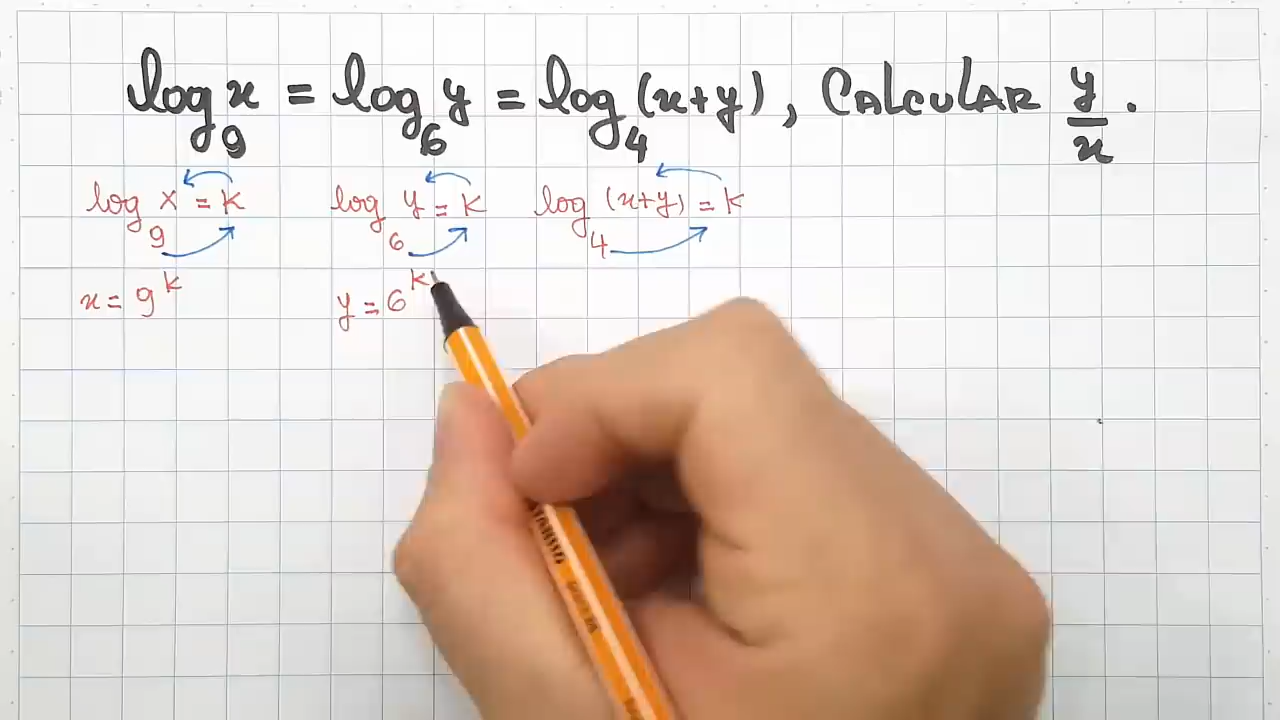 log₉ x = log₆ y = log₄ (x+y), CALCULAR y/x.
log₉ x = k log₆ y = k log₄ (x+y) = k
x = 9ᵏ y = 6ᵏ